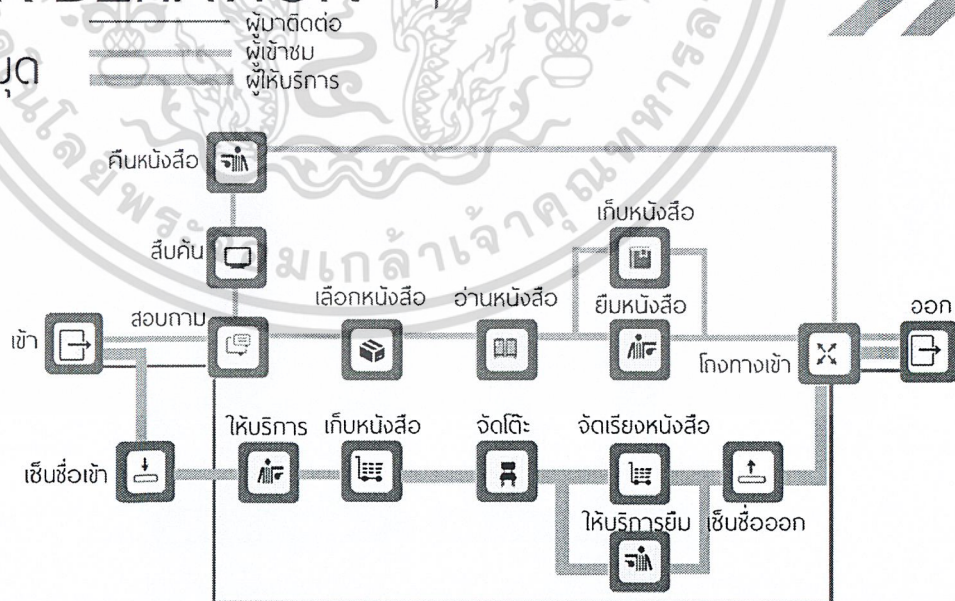 ผู้มาติดต่อ
ผู้เข้าชม
ผู้ให้บริการ
คืนหนังสือ
สืบค้น
สอบถาม
เข้า
เลือกหนังสือ
อ่านหนังสือ
เก็บหนังสือ
ยืมหนังสือ
โถงทางเข้า
ออก
เซ็นชื่อเข้า
ให้บริการ
เก็บหนังสือ
จัดโต๊ะ
จัดเรียงหนังสือ
ให้บริการยืม
เซ็นชื่อออก